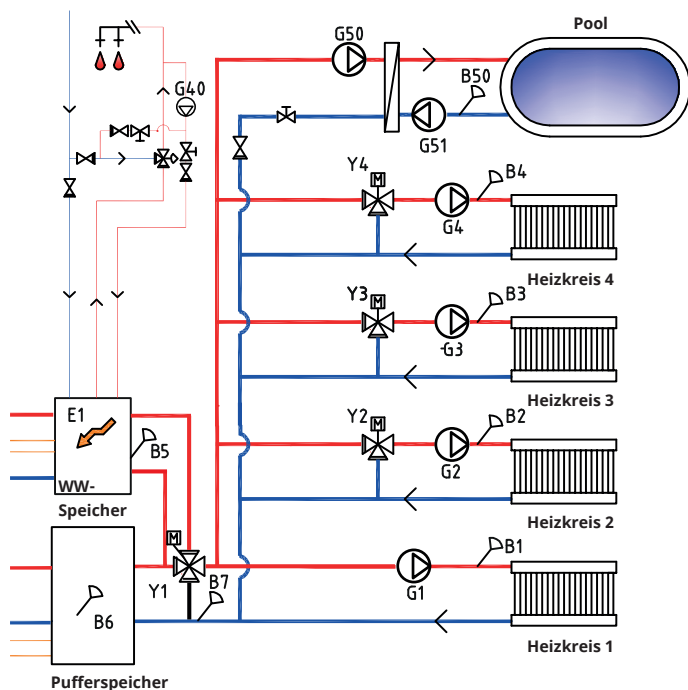 Pool
G50
B50
G40
G51
Y4
M
B4
G4
Heizkreis 4
Y3
M
B3
-G3
Heizkreis 3
Y2
M
B2
G2
Heizkreis 2
E1
B5
WW-
Speicher
M
Y1
B7
B1
G1
B6
Heizkreis 1
Pufferspeicher